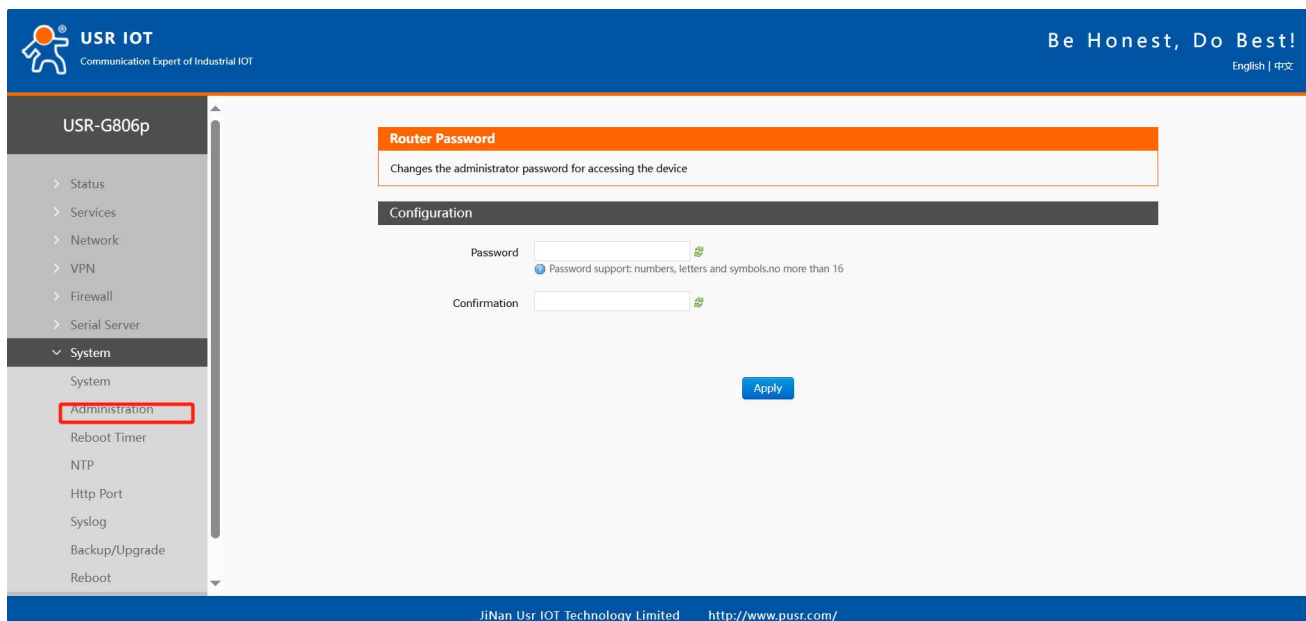 USR IOT
Communication Expert of Industrial IOT
Be Honest, Do Best!
English | 中文
USR-G806p
Status
Services
Network
VPN
Firewall
Serial Server
System
System
Administration
Reboot Timer
NTP
Http Port
Syslog
Backup/Upgrade
Reboot
Router Password
Changes the administrator password for accessing the device
Configuration
Password
Password support: numbers, letters and symbols.no more than 16
Confirmation
Apply
JiNan Usr IOT Technology Limited http://www.pusr.com/